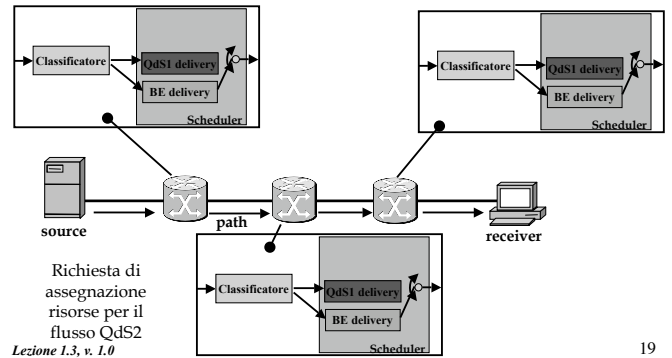 Classificatore
QdS1 delivery
BE delivery
Scheduler
Classificatore
QdS1 delivery
BE delivery
Scheduler
source
path
receiver
Classificatore
QdS1 delivery
BE delivery
Scheduler
Richiesta di
assegnazione
risorse per il
flusso QdS2
Lezione 1.3, v. 1.0
19